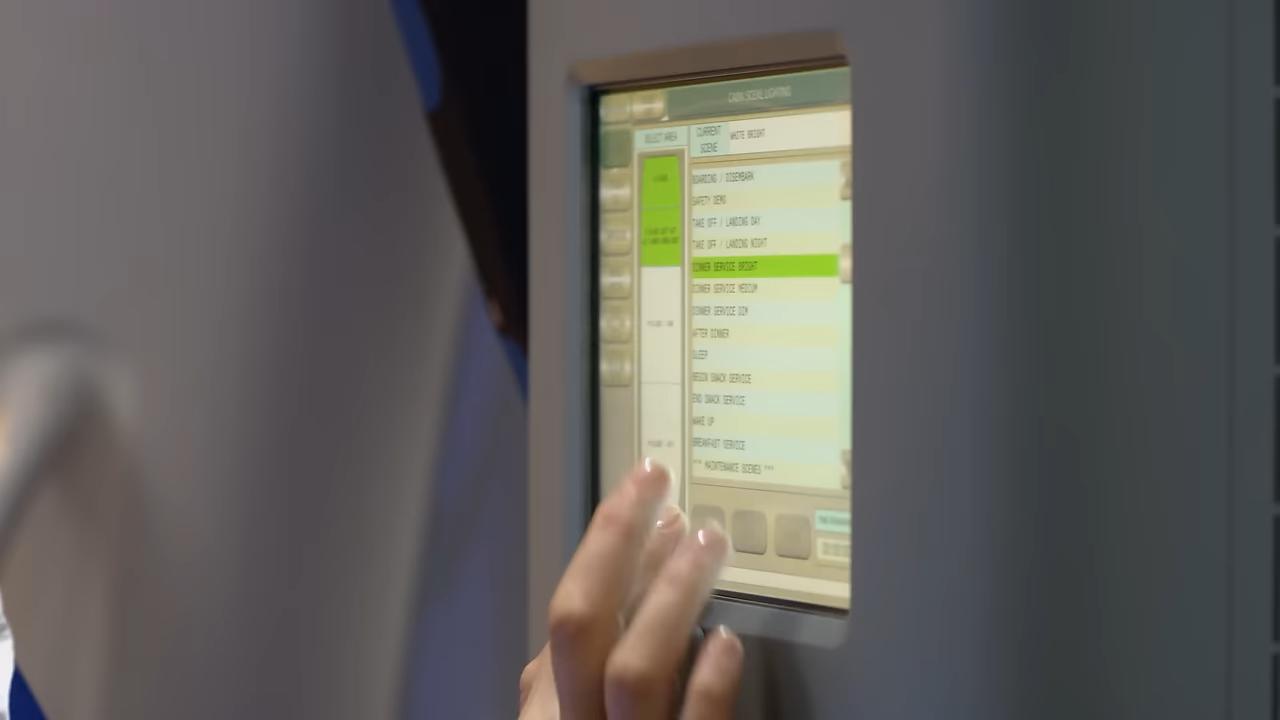 CABIN SCENE LIGHTING
SELECT AREA
CURRENT
SCENE
WHITE BRIGHT
BOARDING / DISEMBARK
SAFETY DEMO
TAKE OFF / LANDING DAY
TAKE OFF / LANDING NIGHT
DINNER SERVICE BRIGHT
DINNER SERVICE MEDIUM
DINNER SERVICE DIM
AFTER DINNER
SLEEP
BEGIN SNACK SERVICE
END SNACK SERVICE
WAKE UP
BREAKFAST SERVICE
*** MAINTENANCE SCENES ***